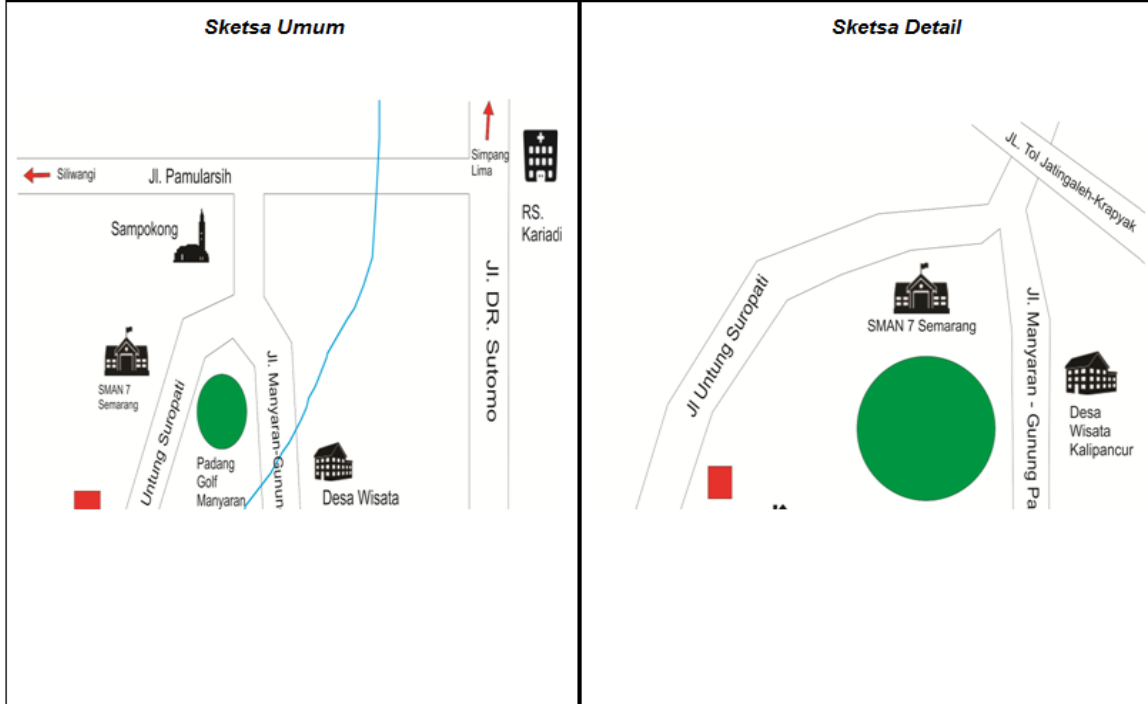 Sketsa Umum
Siliwangi
Jl. Pamularsih
Simpang
Lima
RS.
Kariadi
Sampokong
Jl. DR. Sutomo
SMAN 7
Semarang
Untung Suropati
Jl. Manyaran-Gunun
Padang
Golf
Manyaran
Desa Wisata
Sketsa Detail
JL. Tol Jatingaleh-Krapyak
Jl Untung Suropati
SMAN 7 Semarang
Jl. Manyaran - Gunung Pa
Desa
Wisata
Kalipancur